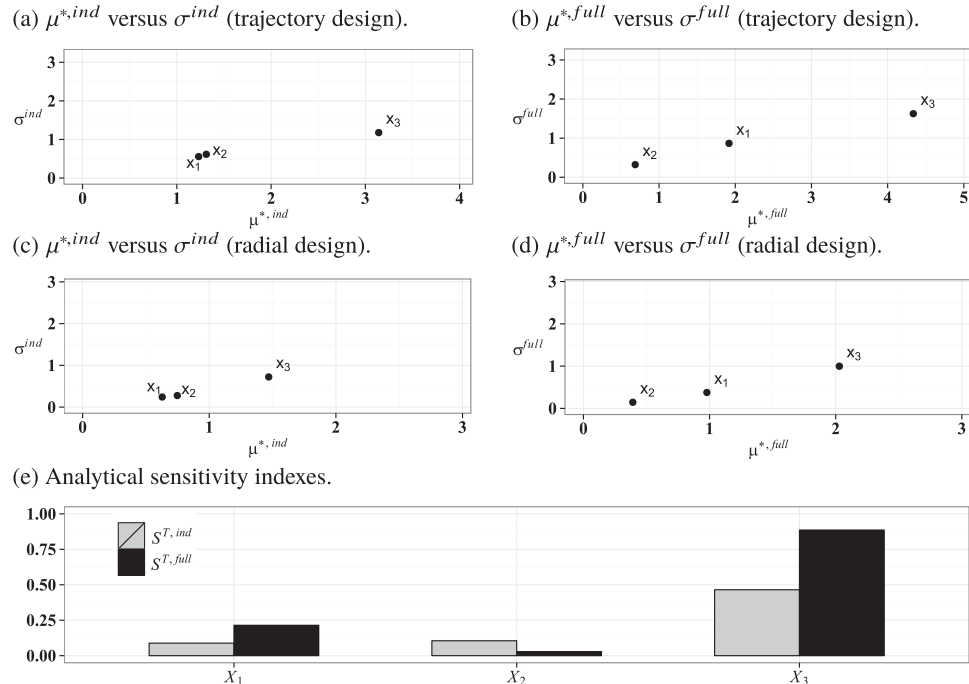 (a) μ*,ind versus σind (trajectory design).
(b) μ*,full versus σfull (trajectory design).
3
2
σind
1
0
x1
x2
x3
0 1 2 3 4
μ*, ind
3
2
σfull
1
0
x2
x1
x3
0 1 2 3 4 5
μ*, full
(c) μ*,ind versus σind (radial design).
(d) μ*,full versus σfull (radial design).
3
2
σind
1
0
x1
x2
x3
0 1 2 3
μ*, ind
3
2
σfull
1
0
x2
x1
x3
0 1 2 3
μ*, full
(e) Analytical sensitivity indexes.
1.00
0.75
0.50
0.25
0.00
ST, ind
ST, full
X1 X2 X3